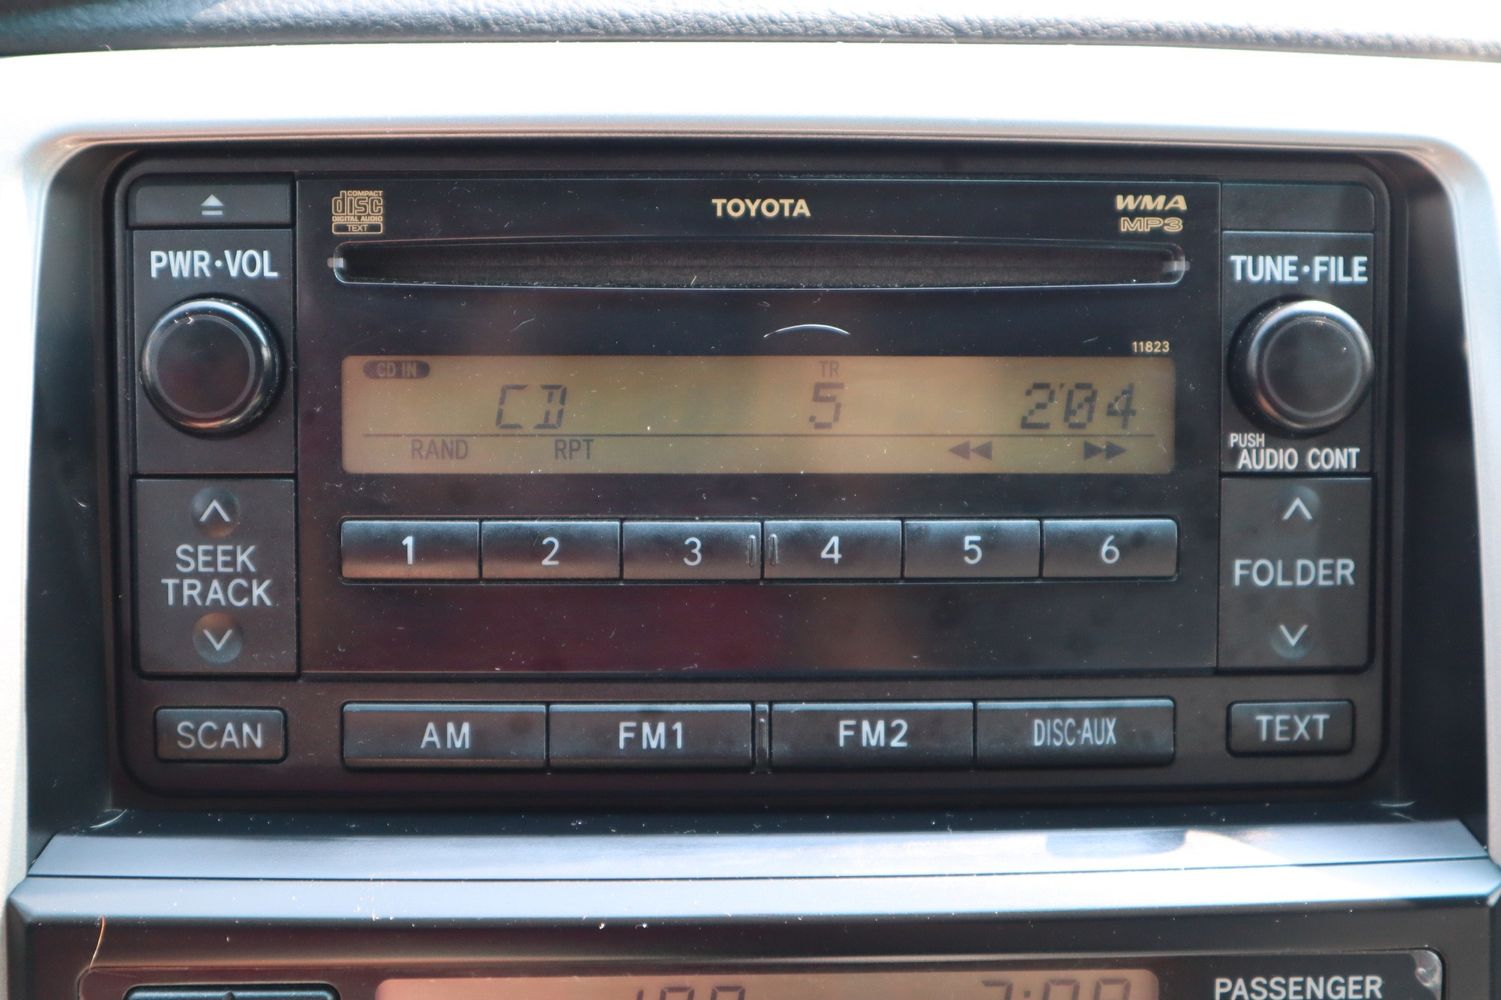 COMPACT
disc
DIGITAL AUDIO
TEXT
TOYOTA
WMA
MP3
PWR·VOL
TUNE·FILE
11823
CD IN
TR
CD 5 2'04
RAND RPT
PUSH
AUDIO CONT
SEEK
TRACK
1 2 3 4 5 6
FOLDER
SCAN
AM FM1 FM2 DISC·AUX
TEXT
PASSENGER